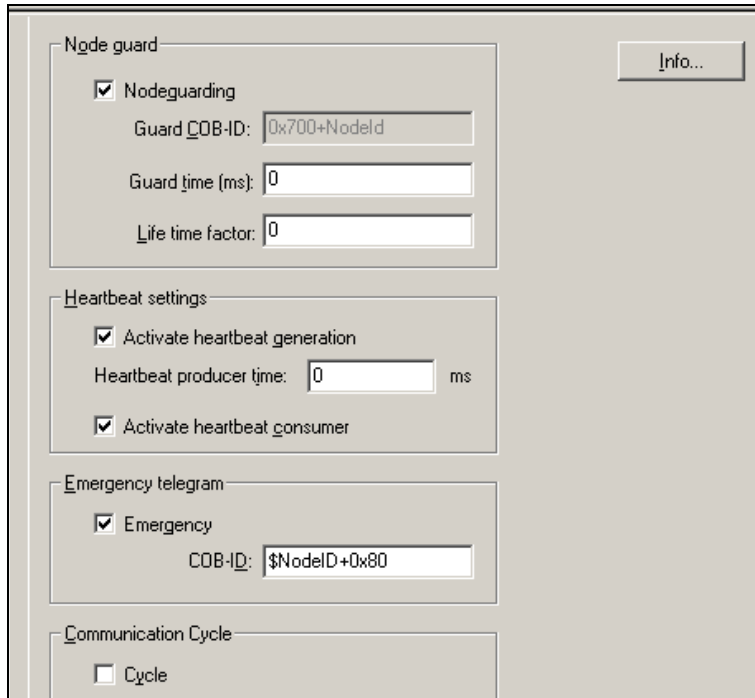 Node guard
Info...
Nodeguarding
Guard COB-ID: 0x700+NodeId
Guard time (ms): 0
Life time factor: 0
Heartbeat settings
Activate heartbeat generation
Heartbeat producer time: 0 ms
Activate heartbeat consumer
Emergency telegram
Emergency
COB-ID: $NodeID+0x80
Communication Cycle
Cycle